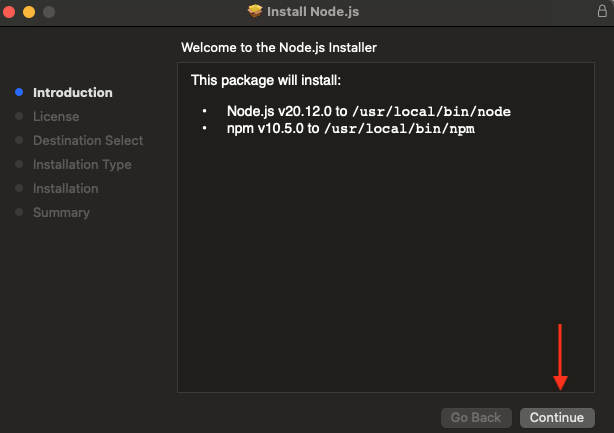 Install Node.js
Welcome to the Node.js Installer
Introduction
License
Destination Select
Installation Type
Installation
Summary
This package will install:
• Node.js v20.12.0 to /usr/local/bin/node
• npm v10.5.0 to /usr/local/bin/npm
Go Back
Continue